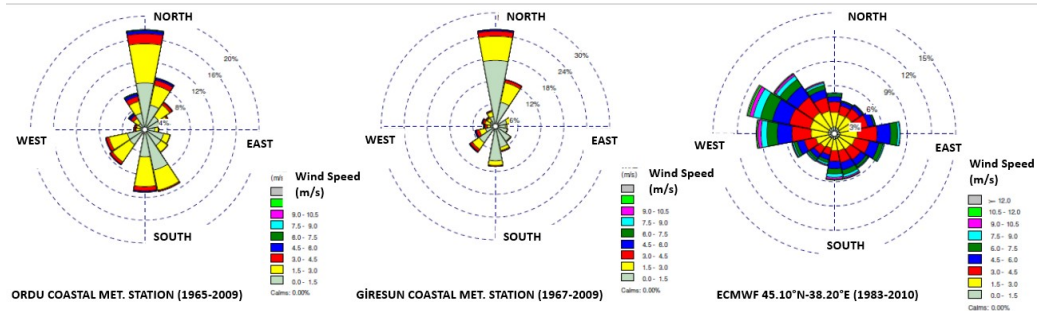 NORTH
20%
16%
12%
8%
4%
WEST
EAST
SOUTH
Wind Speed
(m/s)
(m/s)
9.0 - 10.5
7.5 - 9.0
6.0 - 7.5
4.5 - 6.0
3.0 - 4.5
1.5 - 3.0
0.0 - 1.5
Calms: 0.00%
ORDU COASTAL MET. STATION (1965-2009)
NORTH
30%
24%
18%
12%
6%
WEST
EAST
SOUTH
Wind Speed
(m/s)
(m/s)
9.0 - 10.5
7.5 - 9.0
6.0 - 7.5
4.5 - 6.0
3.0 - 4.5
1.5 - 3.0
0.0 - 1.5
Calms: 0.00%
GİRESUN COASTAL MET. STATION (1967-2009)
NORTH
15%
12%
9%
6%
3%
WEST
EAST
SOUTH
Wind Speed
(m/s)
>= 12.0
10.5 - 12.0
9.0 - 10.5
7.5 - 9.0
6.0 - 7.5
4.5 - 6.0
3.0 - 4.5
1.5 - 3.0
0.0 - 1.5
Calms: 0.00%
ECMWF 45.10°N-38.20°E (1983-2010)